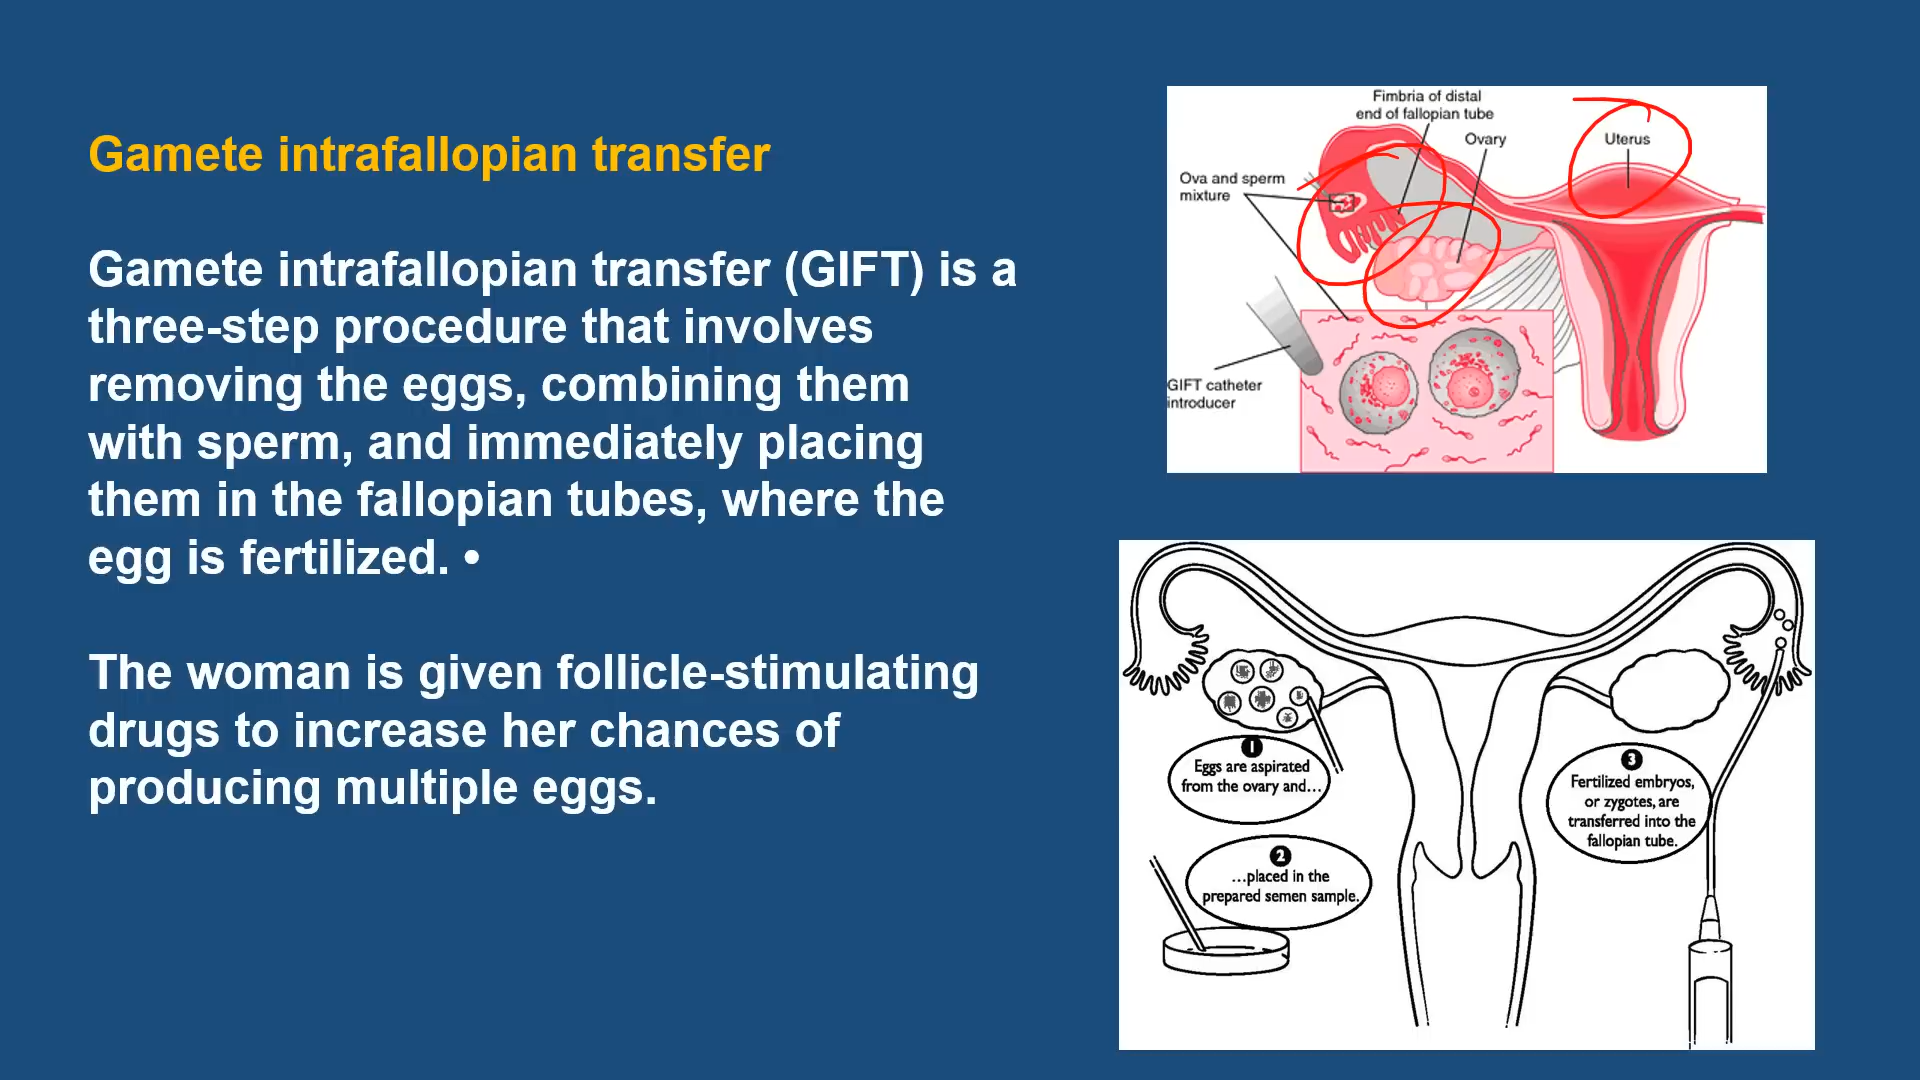 Gamete intrafallopian transfer
Gamete intrafallopian transfer (GIFT) is a
three-step procedure that involves
removing the eggs, combining them
with sperm, and immediately placing
them in the fallopian tubes, where the
egg is fertilized. •
The woman is given follicle-stimulating
drugs to increase her chances of
producing multiple eggs.
Fimbria of distal
end of fallopian tube
Ovary
Uterus
Ova and sperm
mixture
GIFT catheter
introducer
1
Eggs are aspirated
from the ovary and...
2
...placed in the
prepared semen sample.
3
Fertilized embryos,
or zygotes, are
transferred into the
fallopian tube.